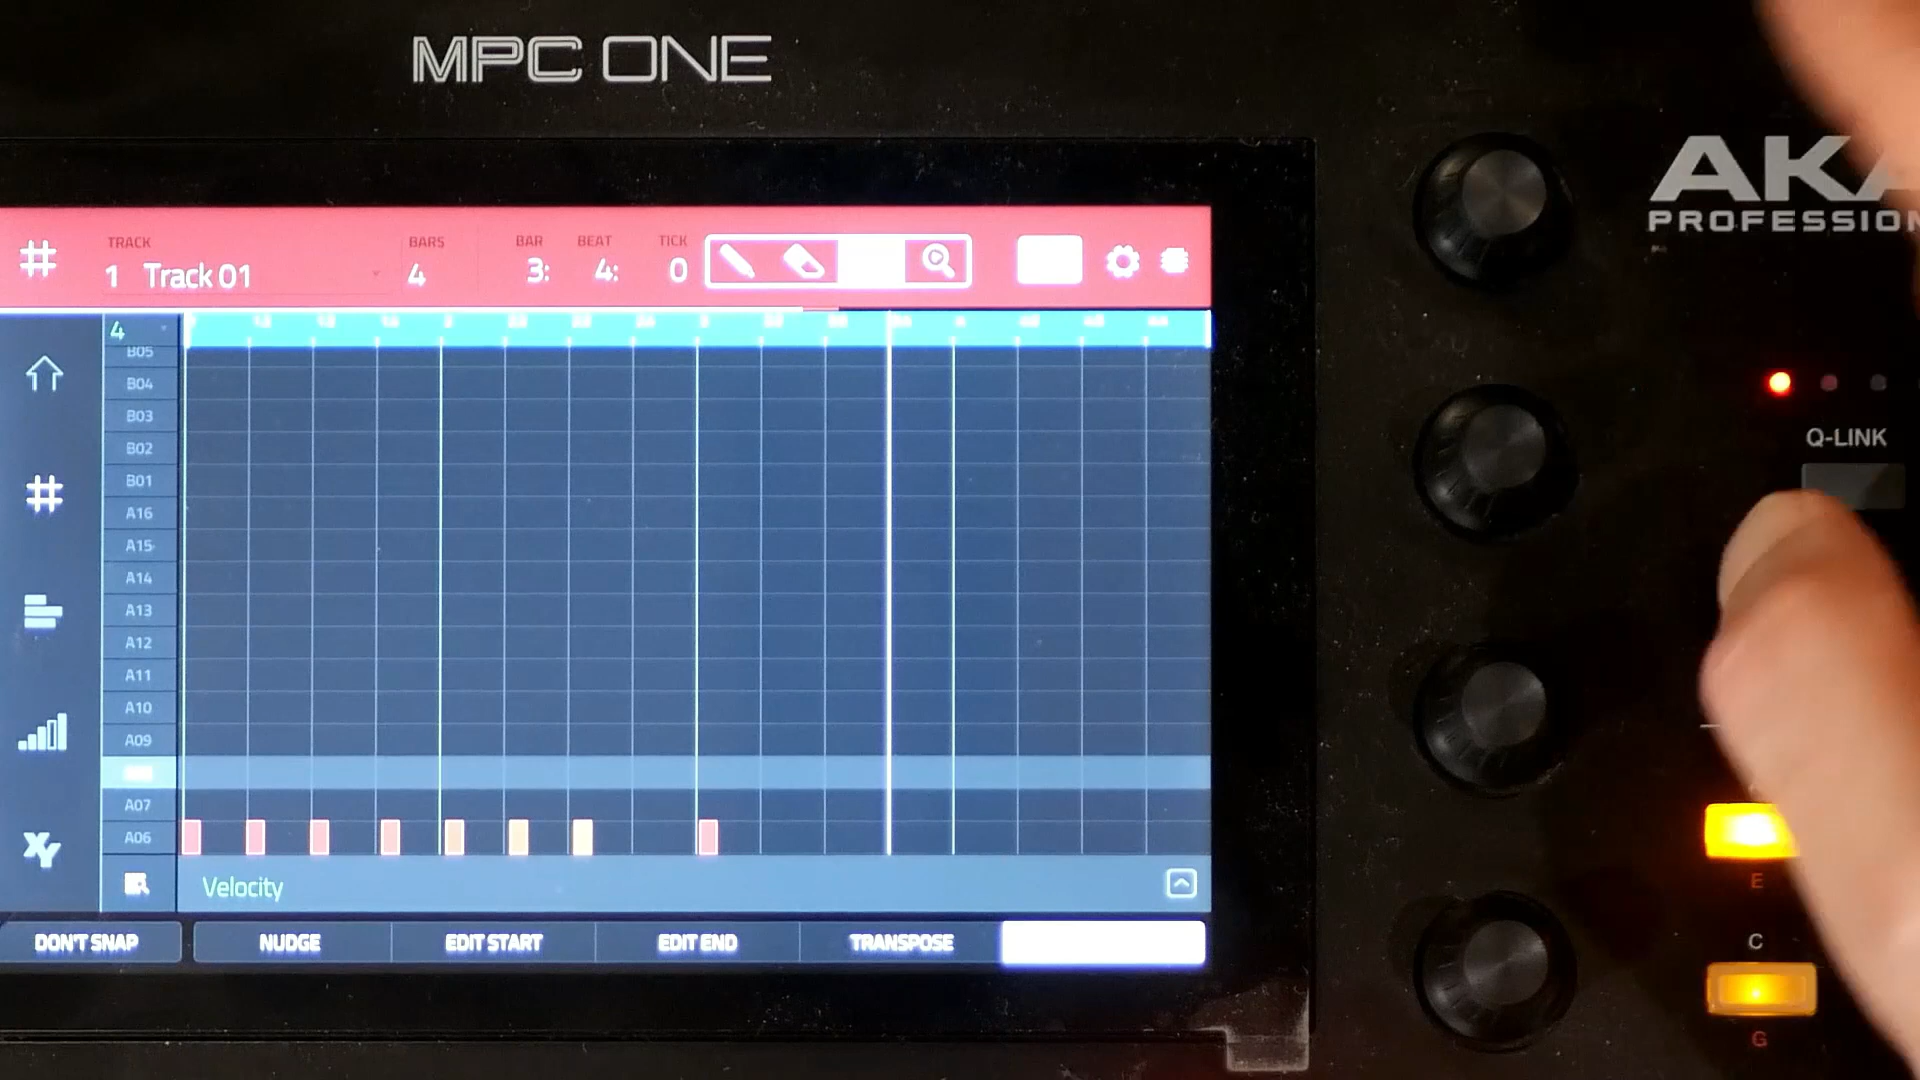 MPC ONE
AKA
PROFESSION
TRACK
1 Track 01
BARS
4
BAR
3:
BEAT
4:
TICK
0
4
B05
B04
B03
B02
B01
A16
A15
A14
A13
A12
A11
A10
A09
A07
A06
XY
Velocity
DON'T SNAP
NUDGE
EDIT START
EDIT END
TRANSPOSE
Q-LINK
E
C
G